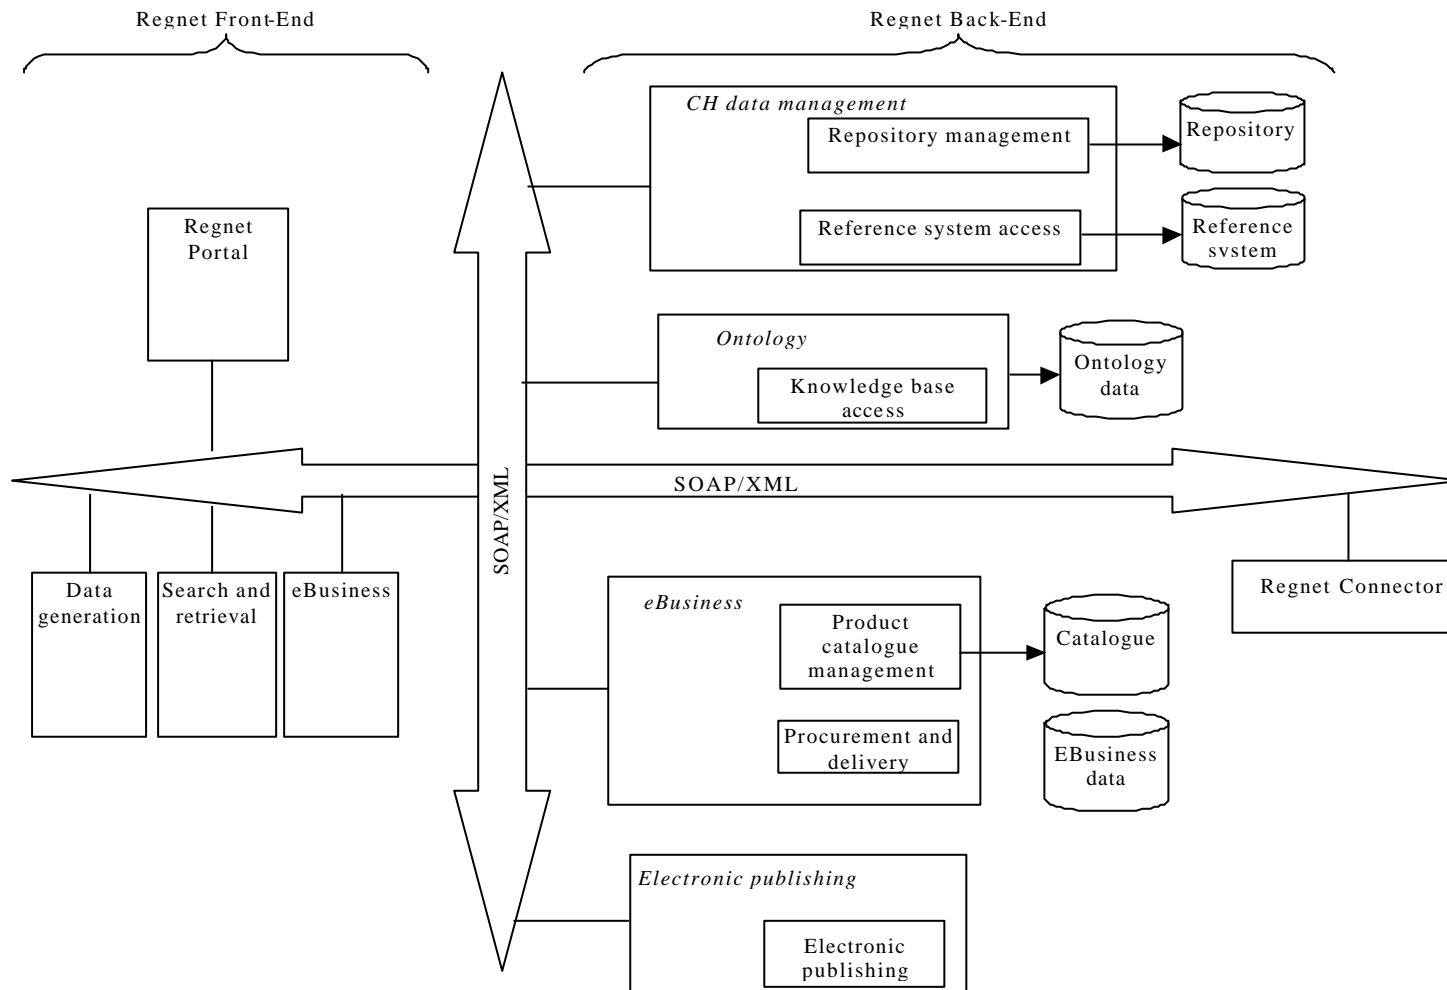 Regnet Front-End
Regnet Back-End
CH data management
Repository management
Repository
Reference system access
Reference
system
Regnet
Portal
Ontology
Knowledge base
access
Ontology
data
SOAP/XML
SOAP/XML
Data
generation
Search and
retrieval
eBusiness
Regnet Connector
eBusiness
Product
catalogue
management
Catalogue
Procurement and
delivery
EBusiness
data
Electronic publishing
Electronic
publishing